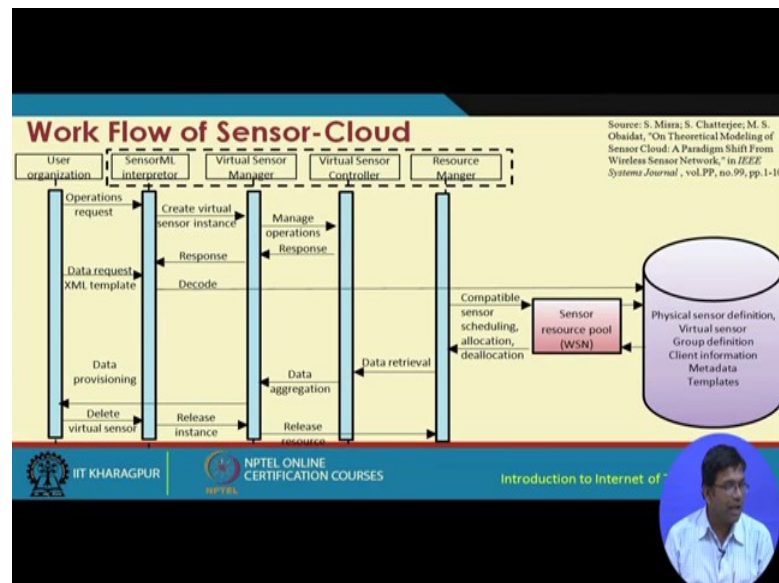 Work Flow of Sensor-Cloud
Source: S. Misra; S. Chatterjee; M. S.
Obaidat, "On Theoretical Modeling of
Sensor Cloud: A Paradigm Shift From
Wireless Sensor Network," in IEEE
Systems Journal , vol.PP, no.99, pp.1-10
User
organization
SensorML
interpretor
Virtual Sensor
Manager
Virtual Sensor
Controller
Resource
Manger
Operations
request
Create virtual
sensor instance
Manage
operations
Response
Response
Data request
XML template
Decode
Compatible
sensor
scheduling,
allocation,
deallocation
Sensor
resource pool
(WSN)
Physical sensor definition,
Virtual sensor
Group definition
Client information
Metadata
Templates
Data retrieval
Data
aggregation
Data
provisioning
Delete
virtual sensor
Release
instance
Release
resource
IIT KHARAGPUR
NPTEL
NPTEL ONLINE
CERTIFICATION COURSES
Introduction to Internet of